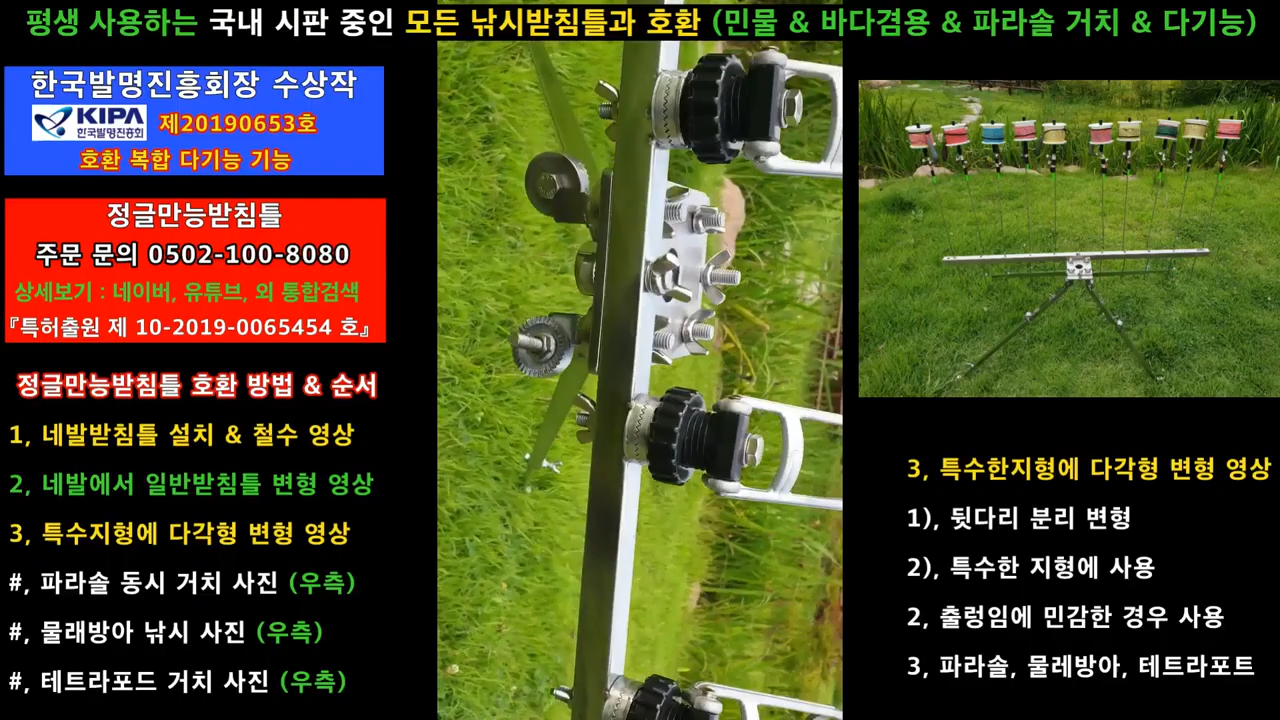 평생 사용하는 국내 시판 중인 모든 낚시받침틀과 호환 (민물 & 바다겸용 & 파라솔 거치 & 다기능)
한국발명진흥회장 수상작
KIPA 한국발명진흥회 제20190653호
호환 복합 다기능 기능
정글만능받침틀
주문 문의 0502-100-8080
상세보기 : 네이버, 유튜브, 외 통합검색
『특허출원 제 10-2019-0065454 호』
정글만능받침틀 호환 방법 & 순서
1, 네발받침틀 설치 & 철수 영상
2, 네발에서 일반받침틀 변형 영상
3, 특수지형에 다각형 변형 영상
#, 파라솔 동시 거치 사진 (우측)
#, 물래방아 낚시 사진 (우측)
#, 테트라포드 거치 사진 (우측)
3, 특수한지형에 다각형 변형 영상
1), 뒷다리 분리 변형
2), 특수한 지형에 사용
2, 출렁임에 민감한 경우 사용
3, 파라솔, 물레방아, 테트라포트